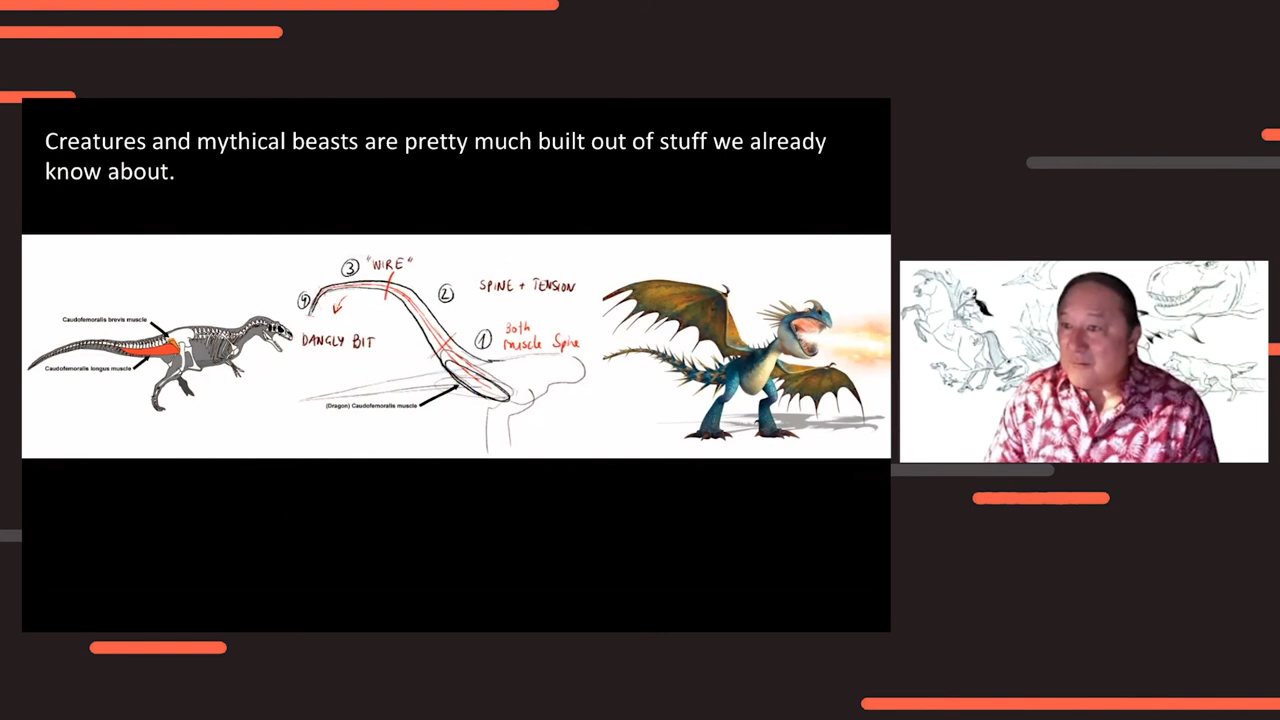 Creatures and mythical beasts are pretty much built out of stuff we already
know about.
Caudofemoralis brevis muscle
Caudofemoralis longus muscle
③ "WIRE"
④
DANGLY BIT
②
SPINE + TENSION
① Both
Muscle Spine
(Dragon) Caudofemoralis muscle